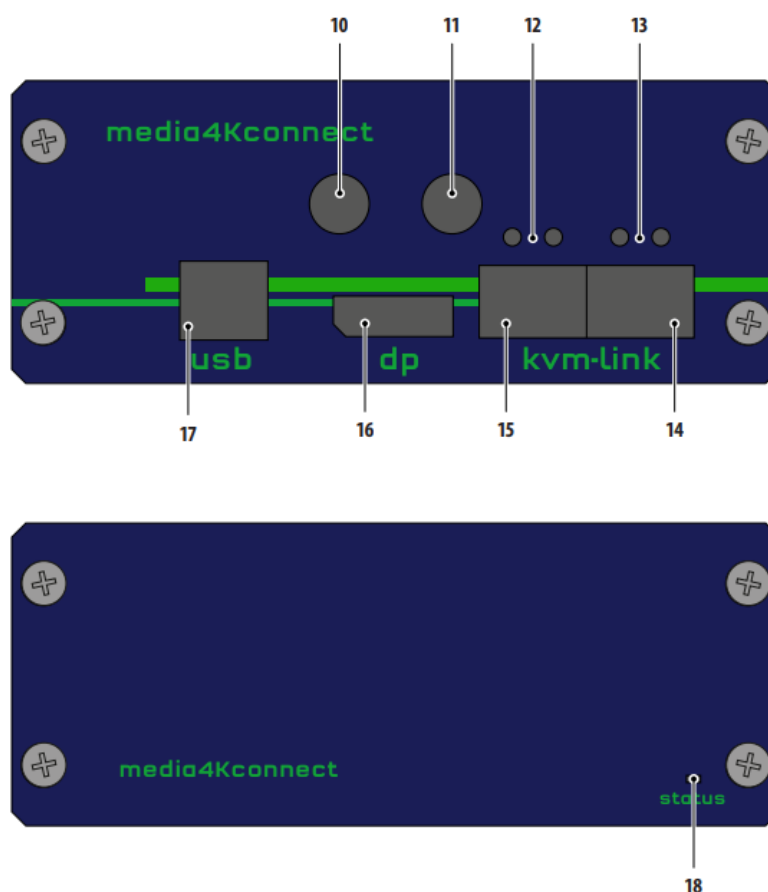 10 11 12 13
media4Kconnect
usb dp kvm-link
17 16 15 14
media4Kconnect
status
18